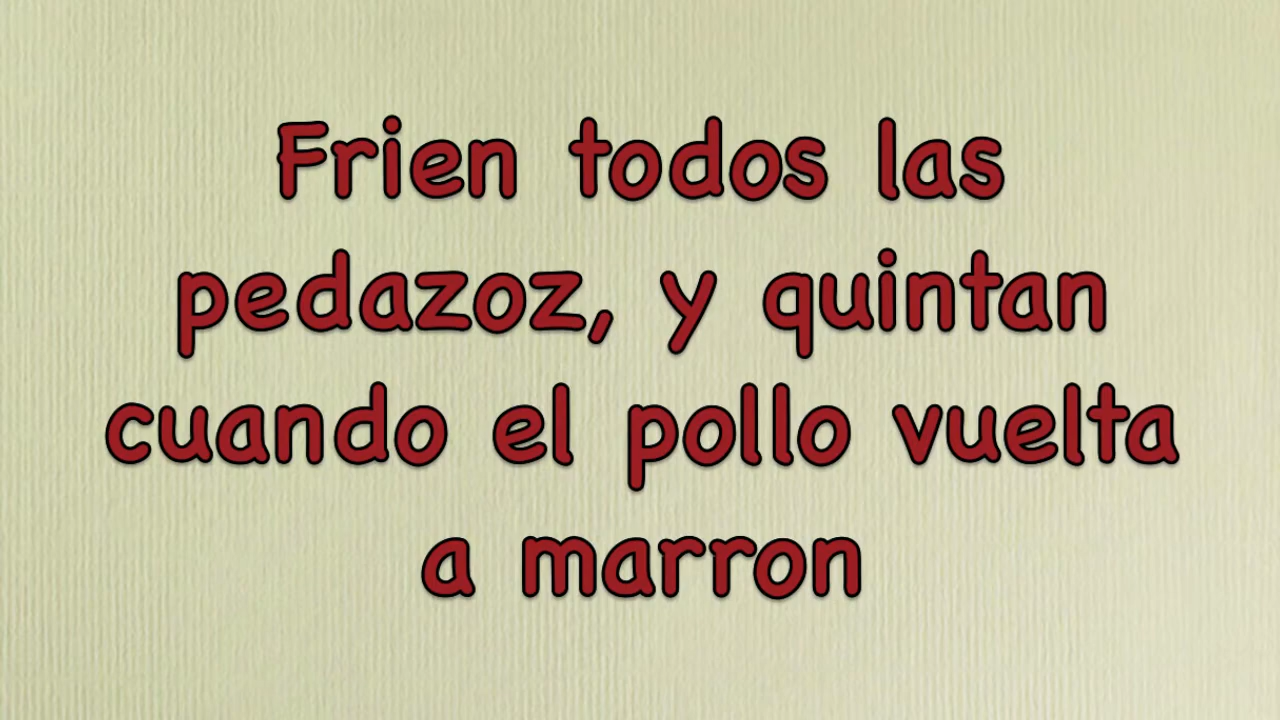 Frien todos las
pedazoz, y quintan
cuando el pollo vuelta
a marron